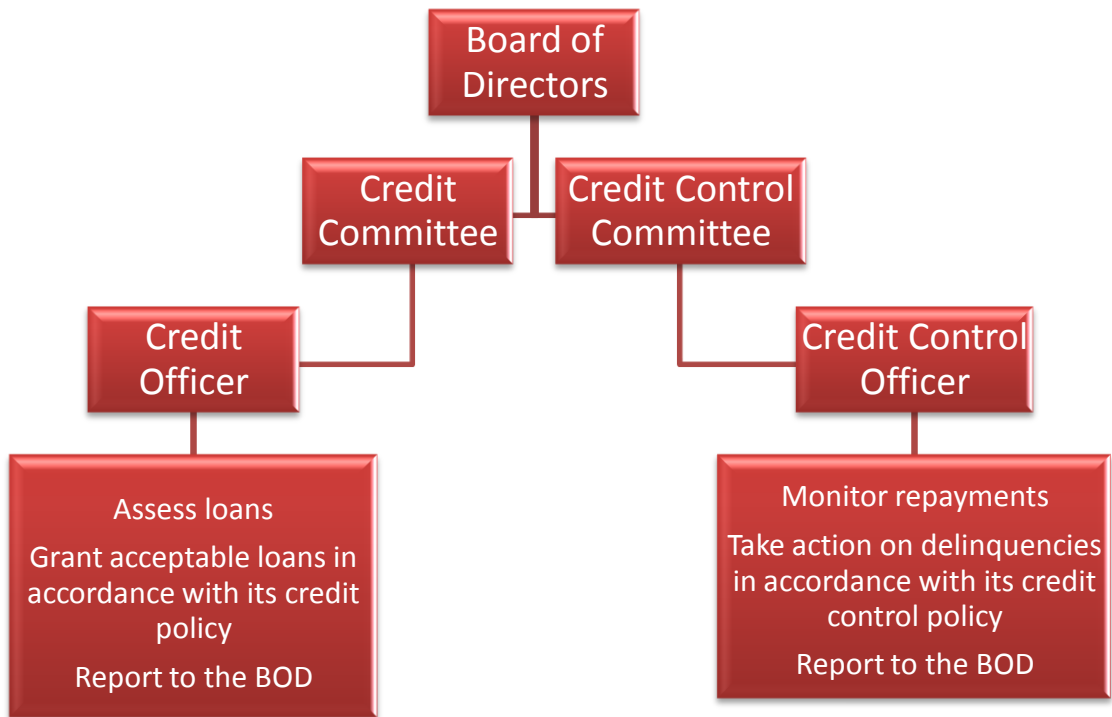 Board of
Directors
Credit
Committee
Credit Control
Committee
Credit
Officer
Credit Control
Officer
Assess loans
Grant acceptable loans in
accordance with its credit
policy
Report to the BOD
Monitor repayments
Take action on delinquencies
in accordance with its credit
control policy
Report to the BOD